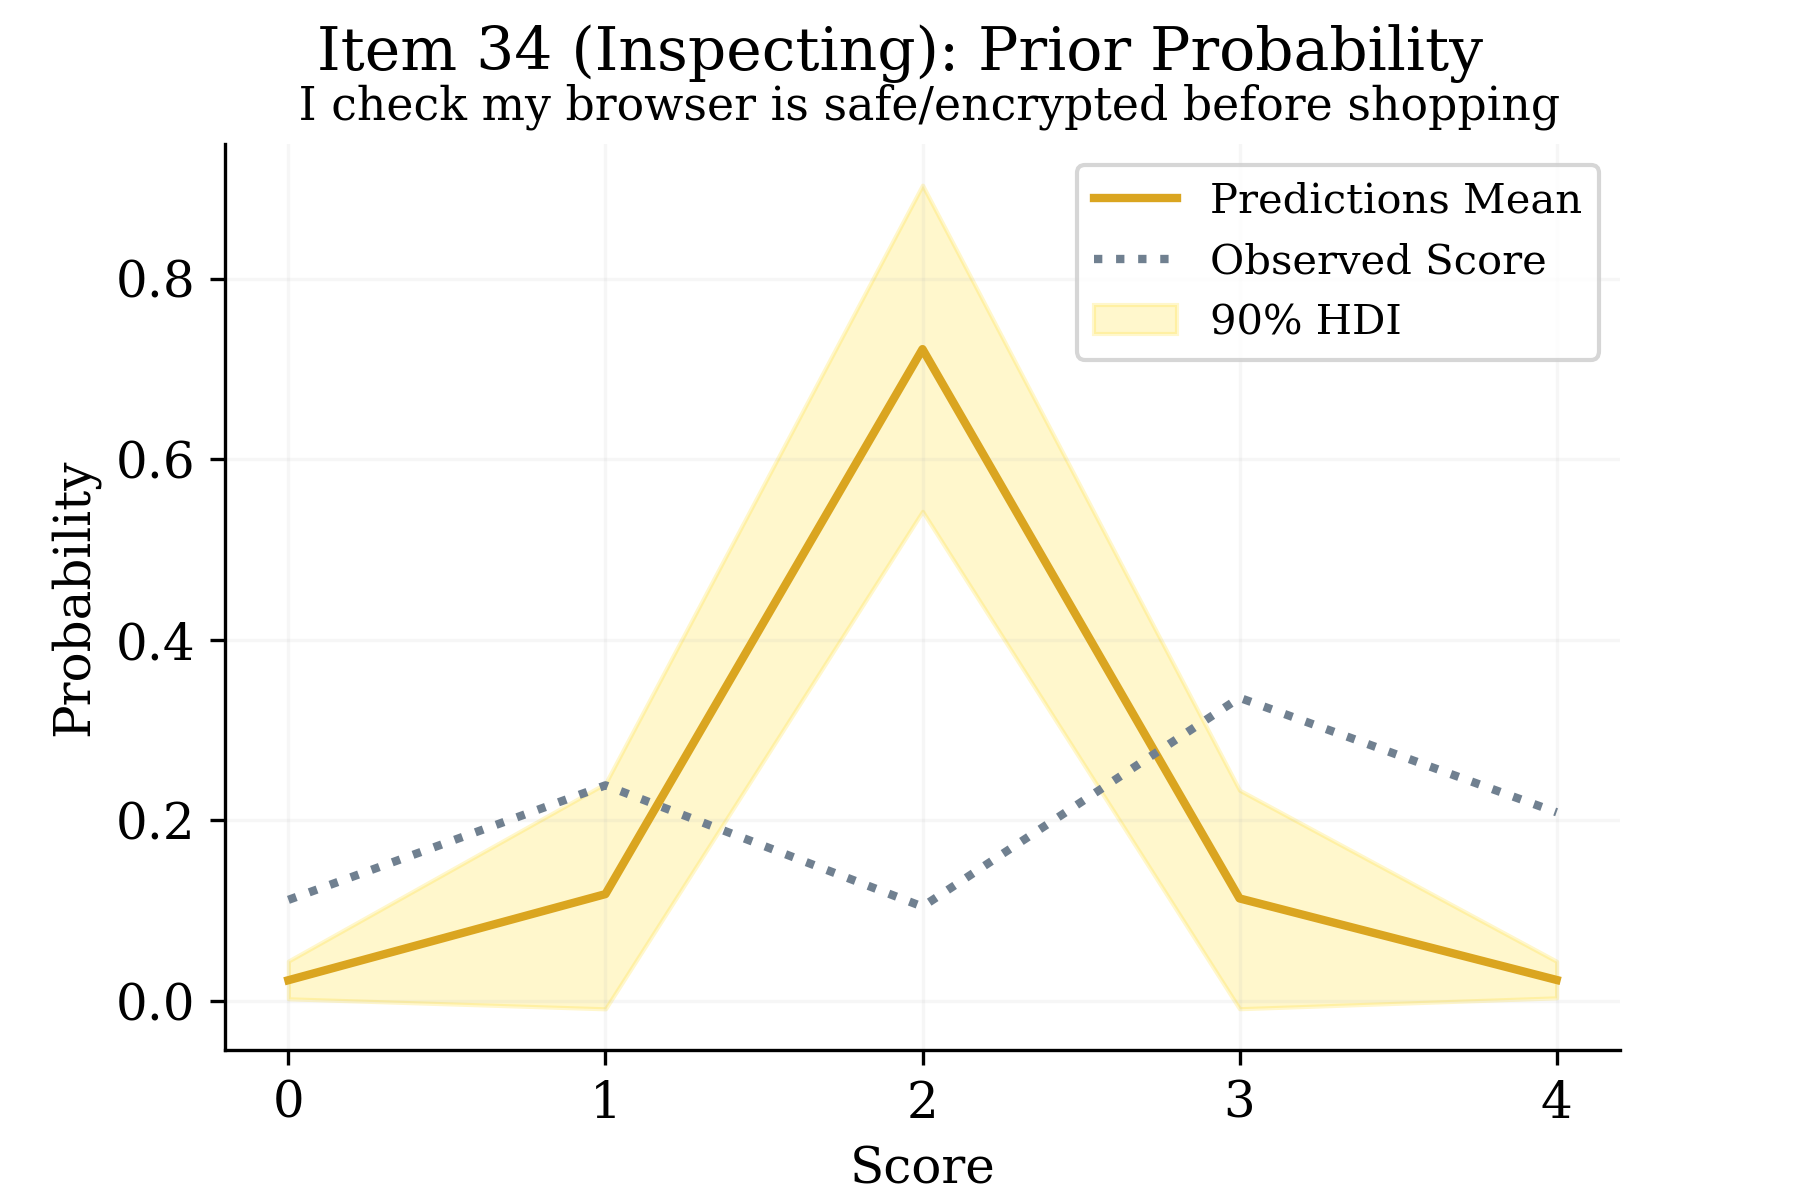 Item 34 (Inspecting): Prior Probability
I check my browser is safe/encrypted before shopping
Predictions Mean
Observed Score
90% HDI
Probability
0.8
0.6
0.4
0.2
0.0
0 1 2 3 4
Score